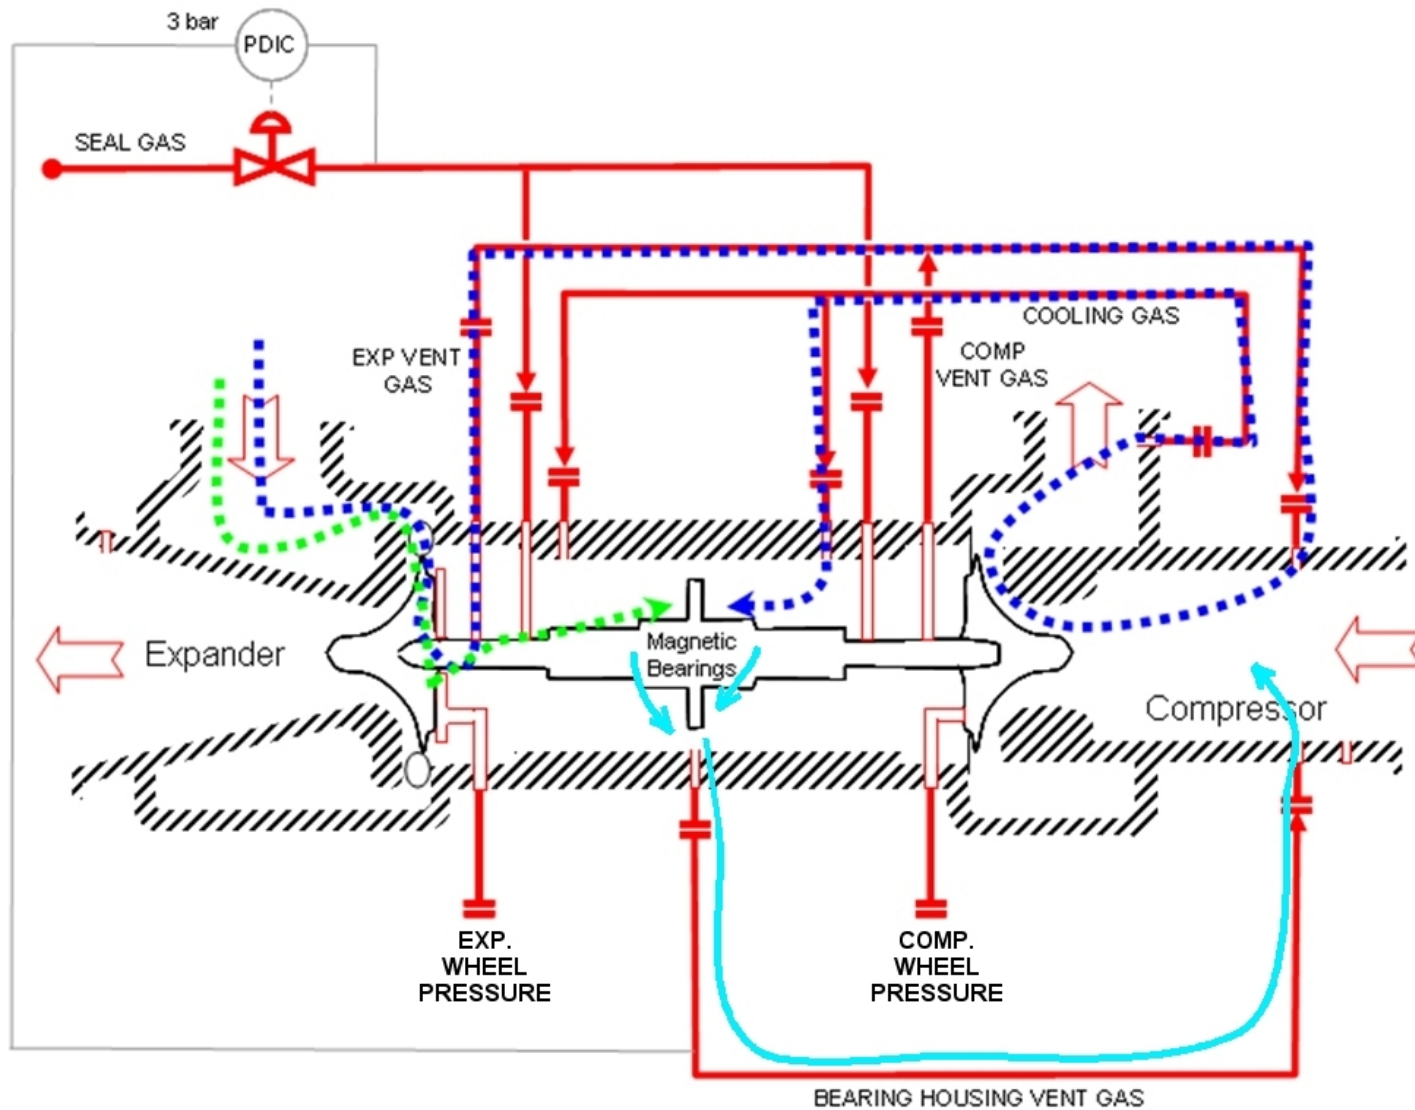 3 bar
PDIC
SEAL GAS
COOLING GAS
EXP VENT
GAS
COMP
VENT GAS
Magnetic
Bearings
Expander
Compressor
EXP.
WHEEL
PRESSURE
COMP.
WHEEL
PRESSURE
BEARING HOUSING VENT GAS